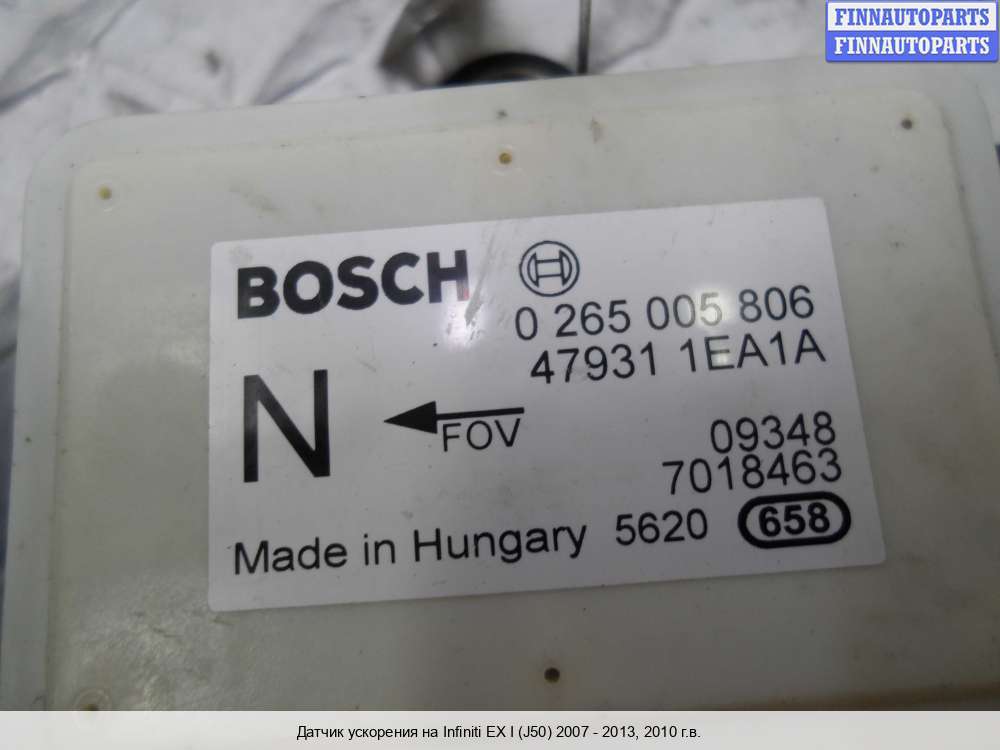 FINNAUTOPARTS
FINNAUTOPARTS
BOSCH
0 265 005 806
47931 1EA1A
N
FOV
09348
7018463
Made in Hungary 5620 658
Датчик ускорения на Infiniti EX I (J50) 2007 - 2013, 2010 г.в.